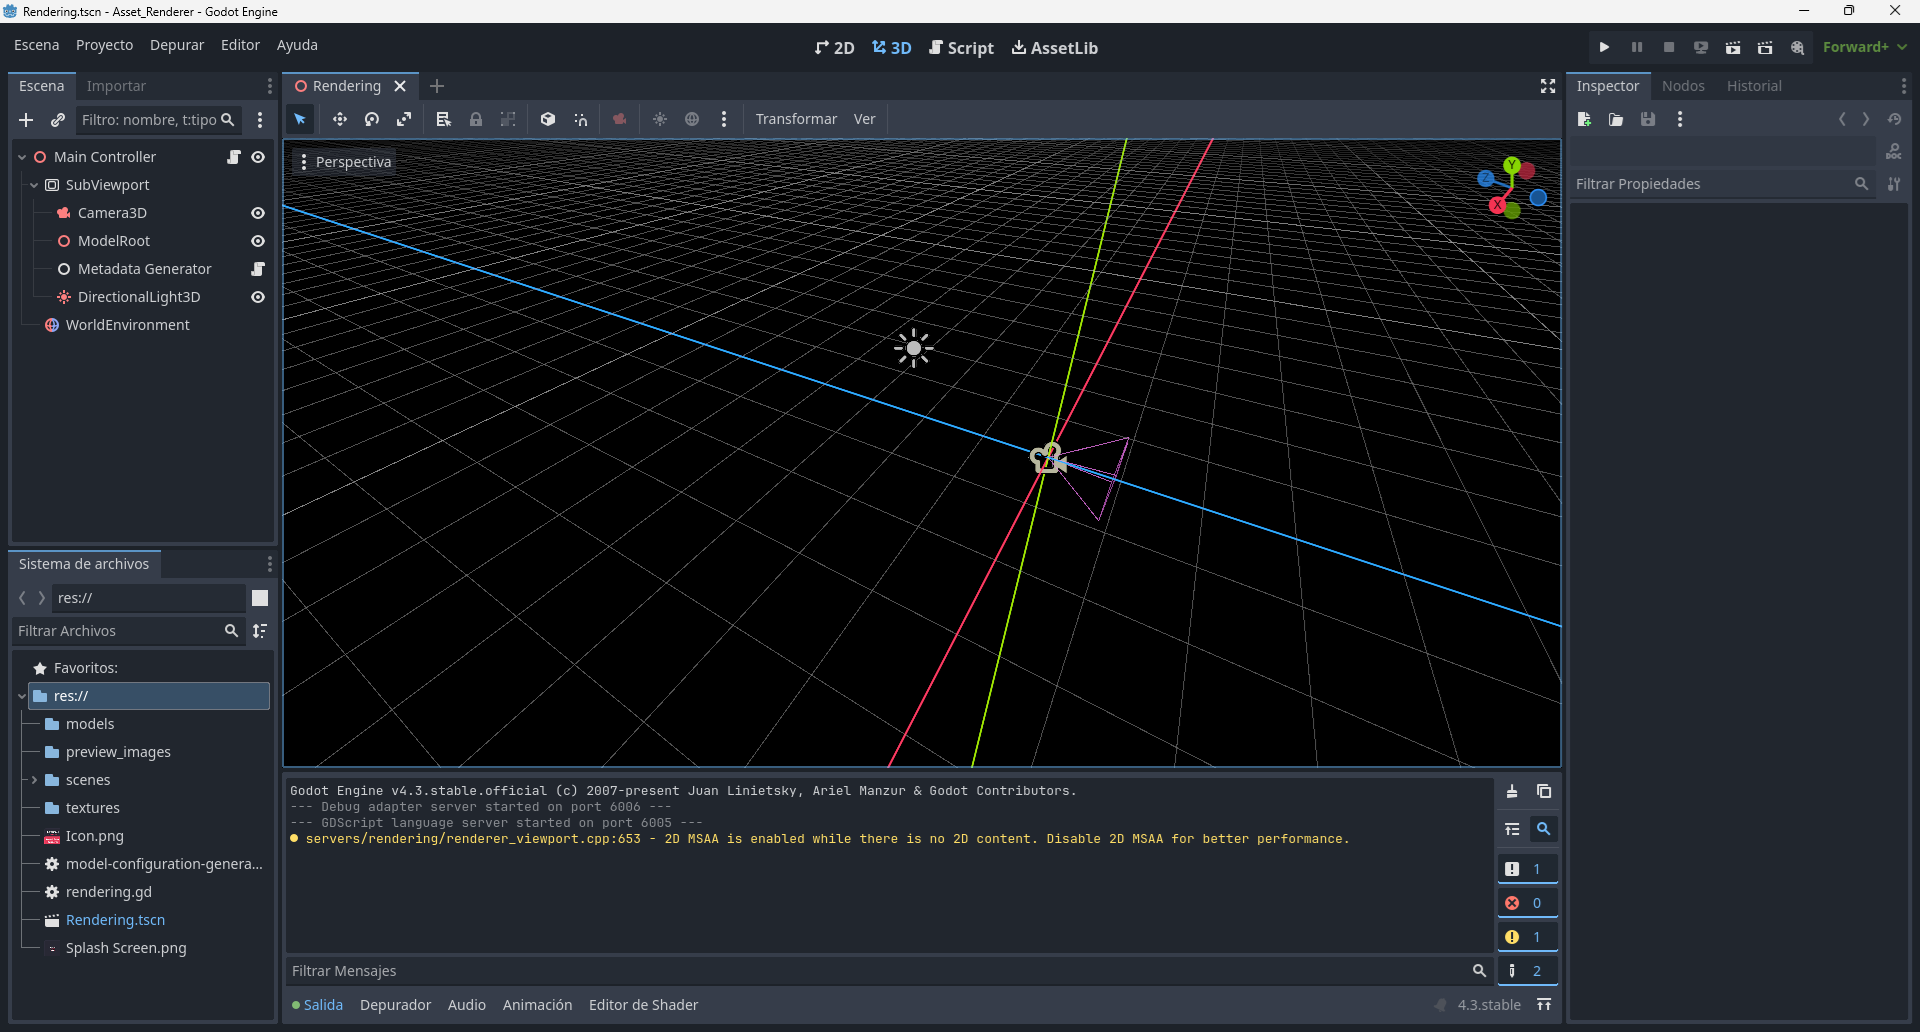 Rendering.tscn - Asset_Renderer - Godot Engine
Escena Proyecto Depurar Editor Ayuda
2D 3D Script AssetLib
Forward+
Escena Importar
Filtro: nombre, t:tipo
Main Controller
SubViewport
Camera3D
ModelRoot
Metadata Generator
DirectionalLight3D
WorldEnvironment
Sistema de archivos
res://
Filtrar Archivos
Favoritos:
res://
models
preview_images
scenes
textures
Icon.png
model-configuration-genera...
rendering.gd
Rendering.tscn
Splash Screen.png
Rendering
Transformar Ver
Perspectiva
Y
Z
X
Godot Engine v4.3.stable.official (c) 2007-present Juan Linietsky, Ariel Manzur & Godot Contributors.
--- Debug adapter server started on port 6006 ---
--- GDScript language server started on port 6005 ---
servers/rendering/renderer_viewport.cpp:653 - 2D MSAA is enabled while there is no 2D content. Disable 2D MSAA for better performance.
1
0
1
2
Filtrar Mensajes
Salida Depurador Audio Animación Editor de Shader
4.3.stable
Inspector Nodos Historial
DOC
Filtrar Propiedades